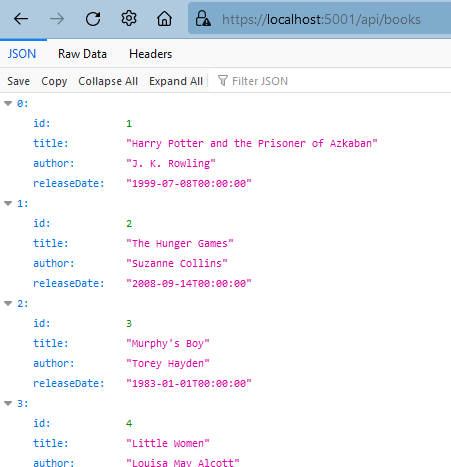 https://localhost:5001/api/books
JSON Raw Data Headers
Save Copy Collapse All Expand All Filter JSON
0:
id: 1
title: "Harry Potter and the Prisoner of Azkaban"
author: "J. K. Rowling"
releaseDate: "1999-07-08T00:00:00"
1:
id: 2
title: "The Hunger Games"
author: "Suzanne Collins"
releaseDate: "2008-09-14T00:00:00"
2:
id: 3
title: "Murphy's Boy"
author: "Torey Hayden"
releaseDate: "1983-01-01T00:00:00"
3:
id: 4
title: "Little Women"
author: "Louisa May Alcott"